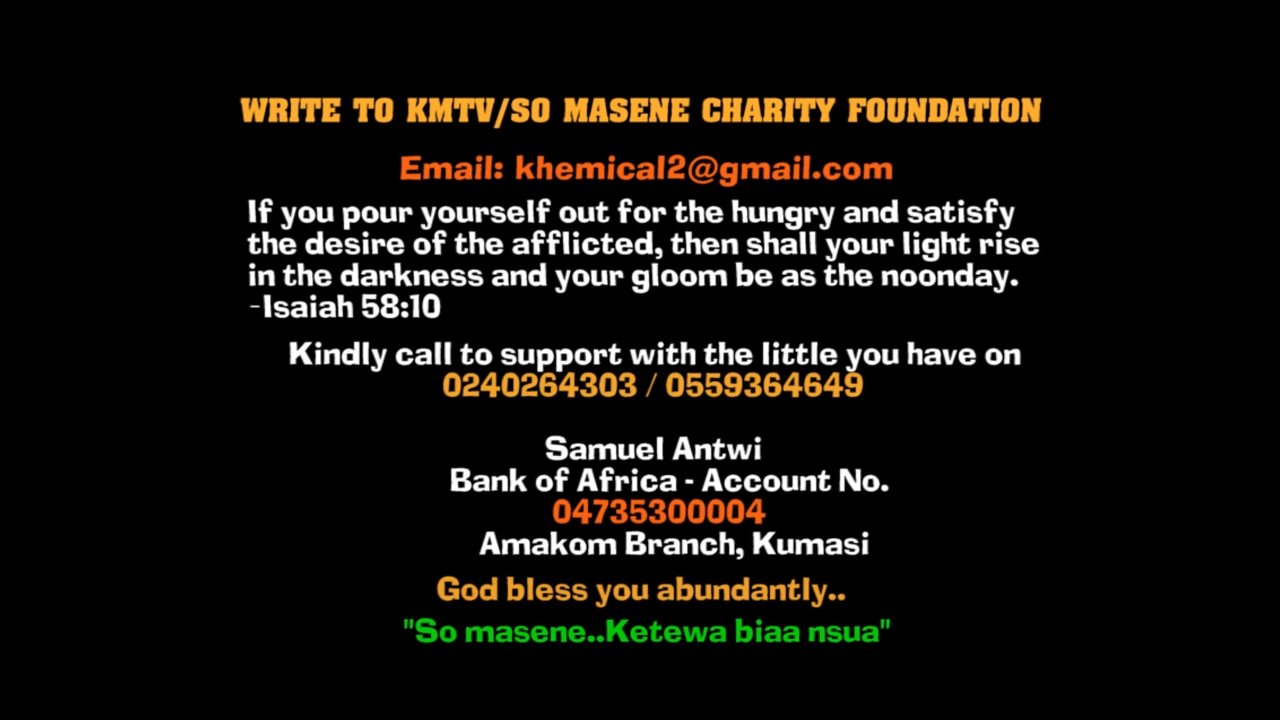 WRITE TO KMTV/SO MASENE CHARITY FOUNDATION
Email: khemical2@gmail.com
If you pour yourself out for the hungry and satisfy
the desire of the afflicted, then shall your light rise
in the darkness and your gloom be as the noonday.
-Isaiah 58:10
Kindly call to support with the little you have on
0240264303 / 0559364649
Samuel Antwi
Bank of Africa - Account No.
04735300004
Amakom Branch, Kumasi
God bless you abundantly..
"So masene..Ketewa biaa nsua"